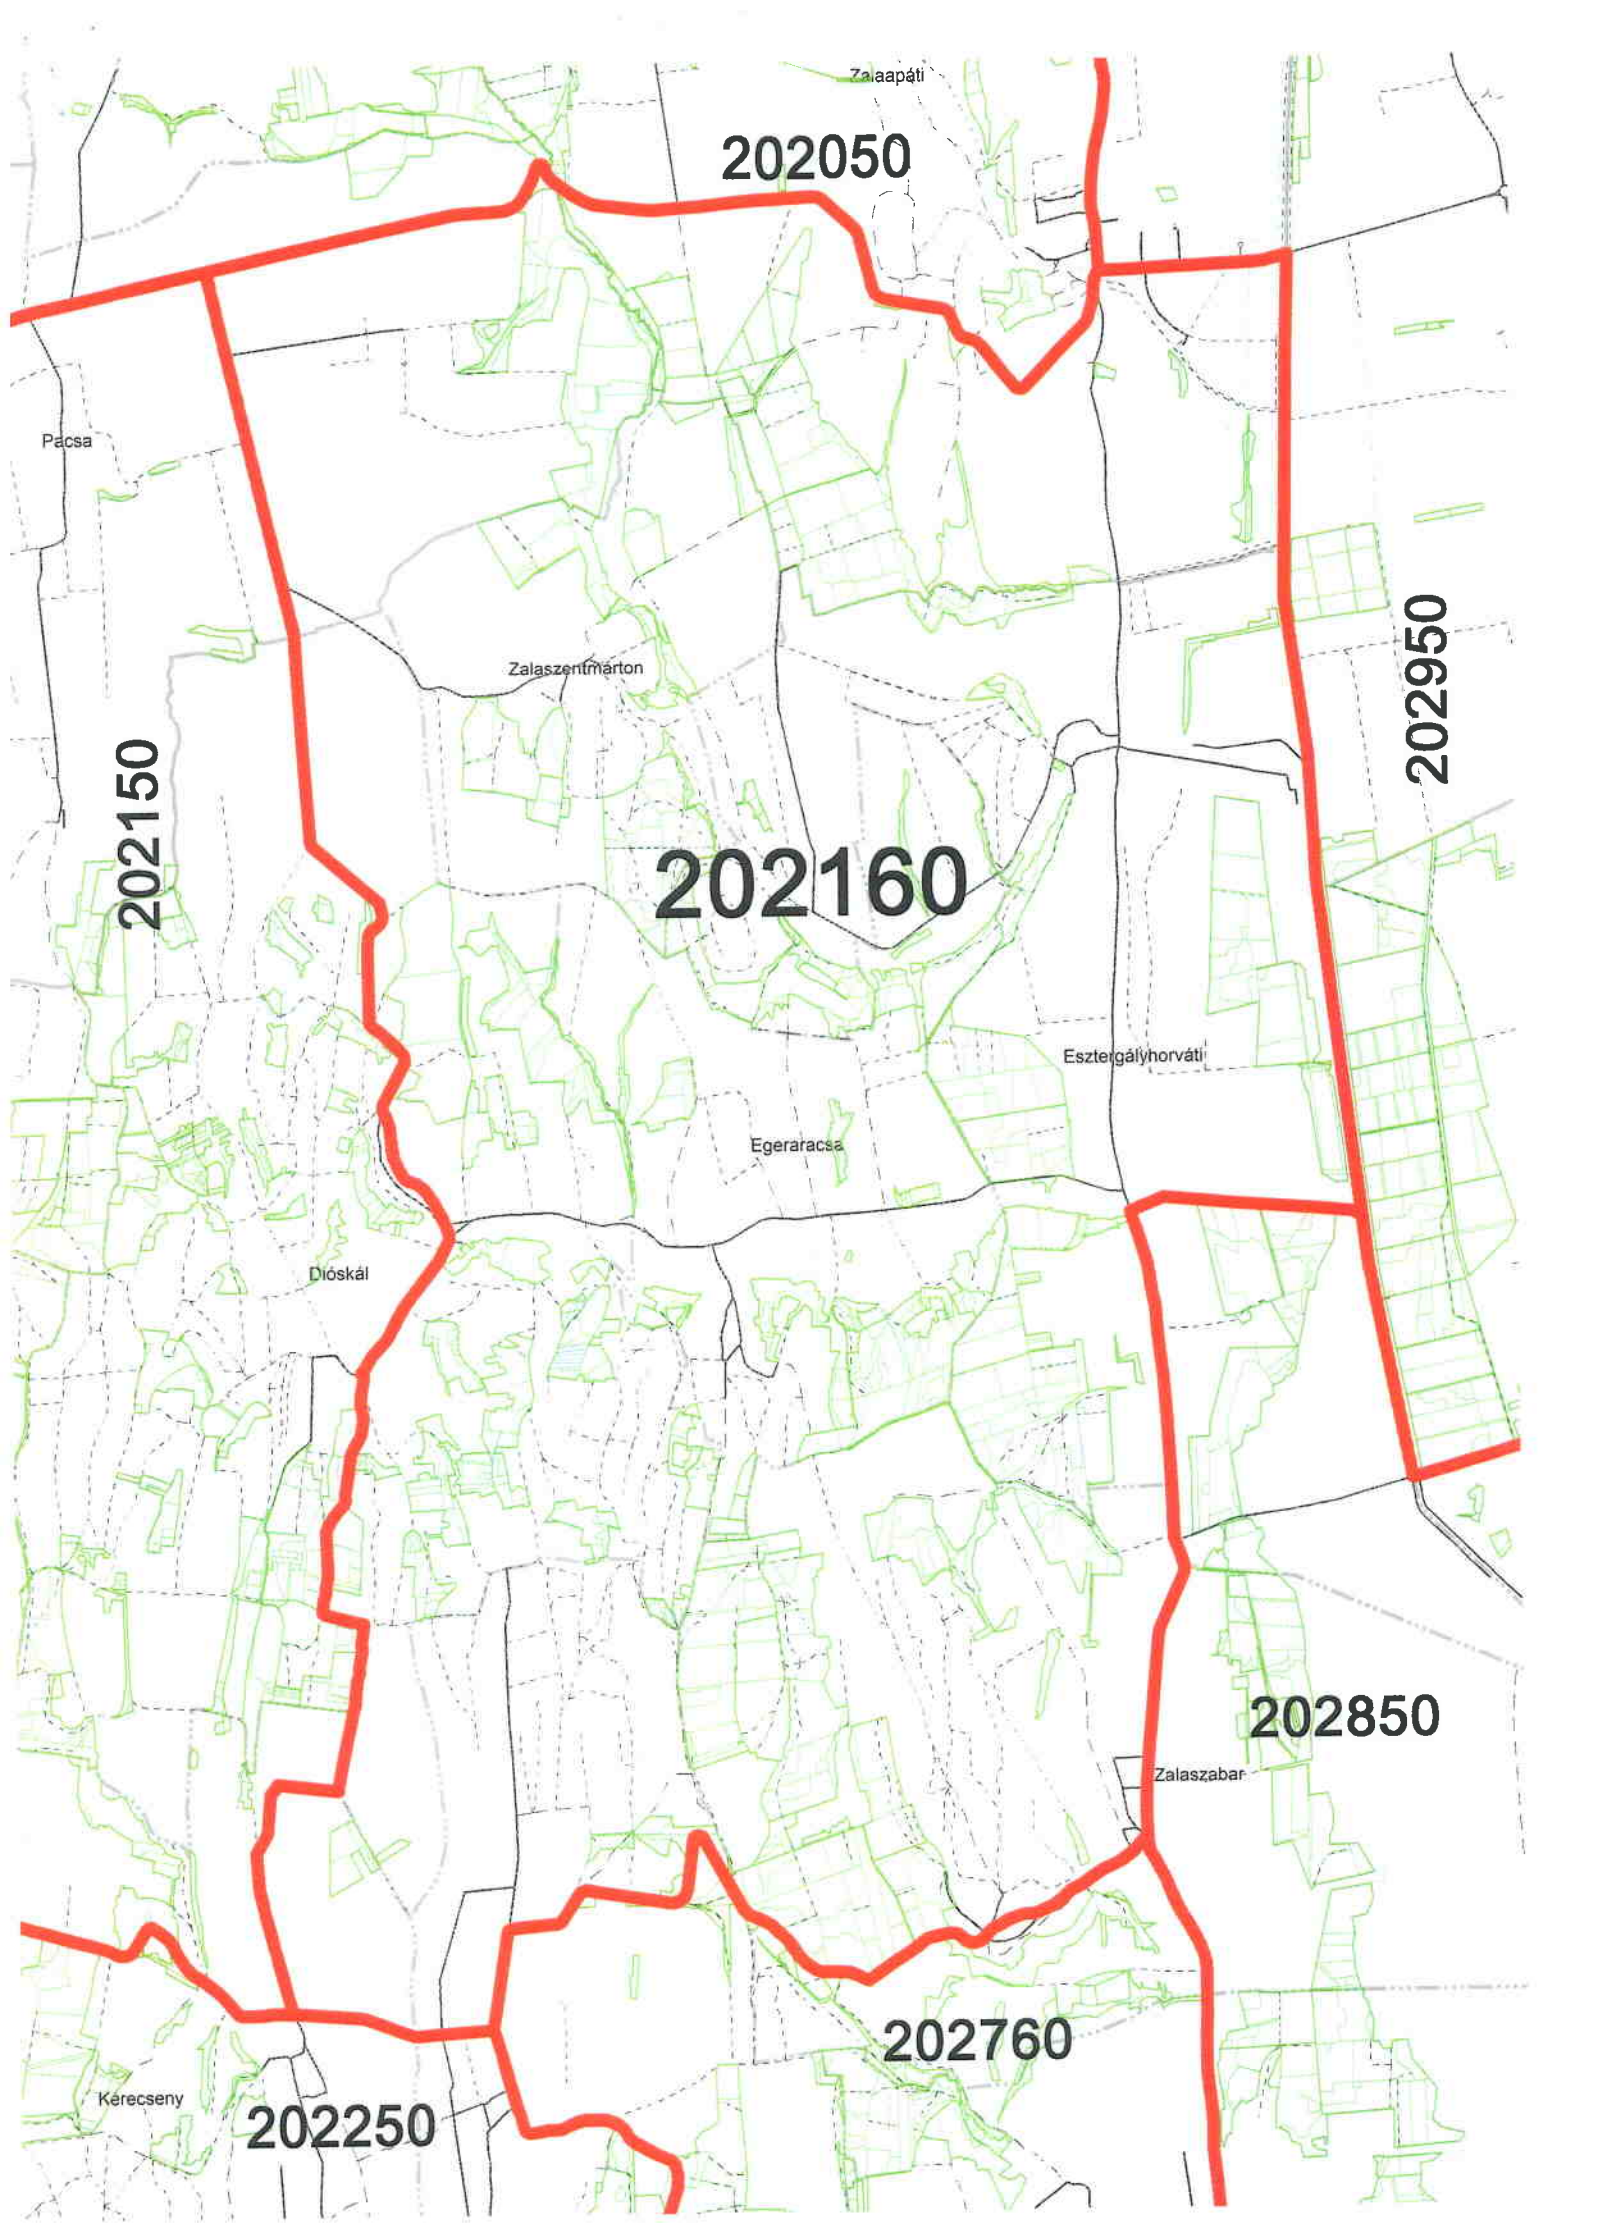 Zalaapáti
202050
Pacsa
202950
Zalaszentmárton
202150
202160
Esztergályhorváti
Egeraracsa
Dióskál
202850
Zalaszabar
202760
Kerecseny
202250